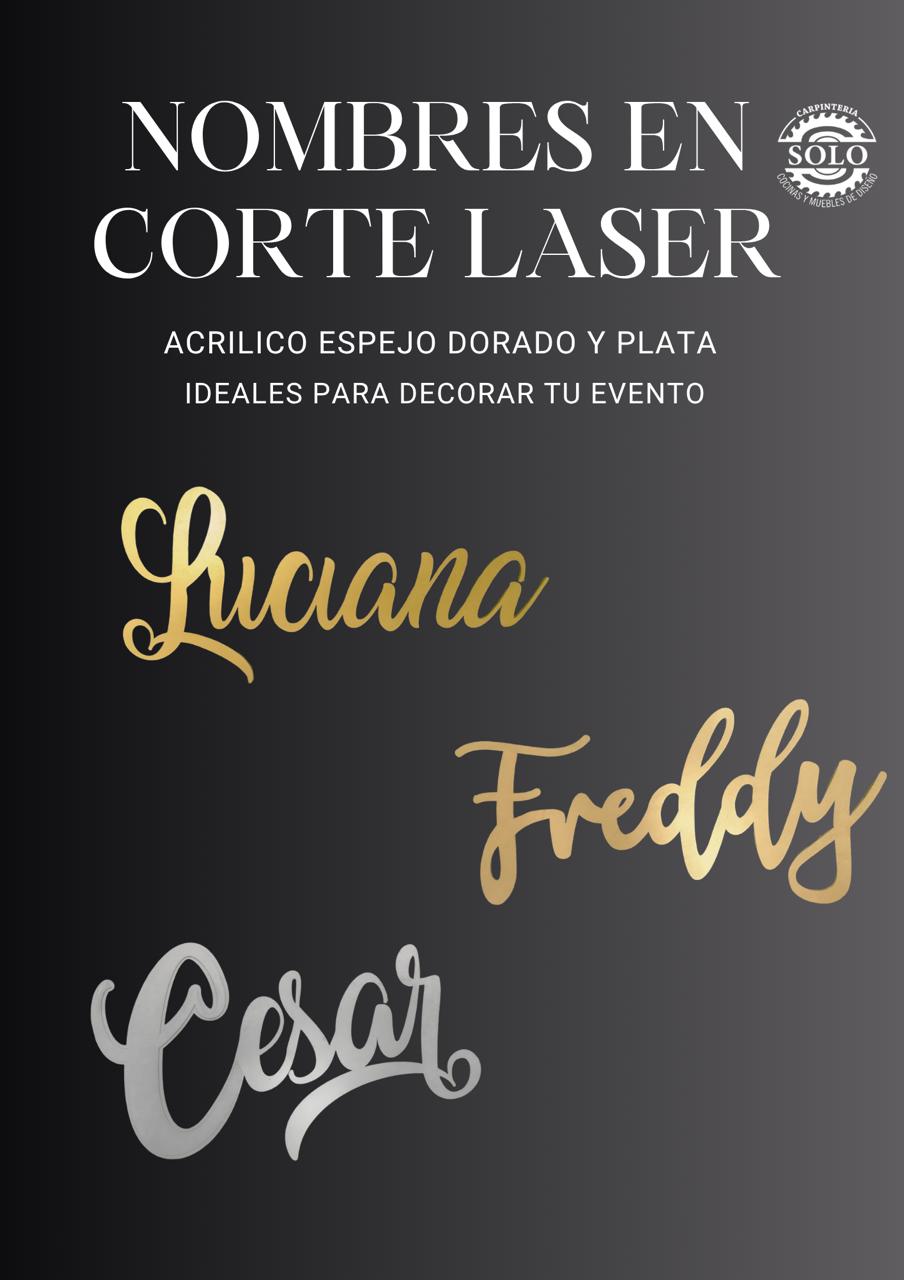 NOMBRES EN
CORTE LASER
CARPINTERIA
SOLO
COCINAS Y MUEBLES DE DISEÑO
ACRILICO ESPEJO DORADO Y PLATA
IDEALES PARA DECORAR TU EVENTO
Luciana
Freddy
Cesar